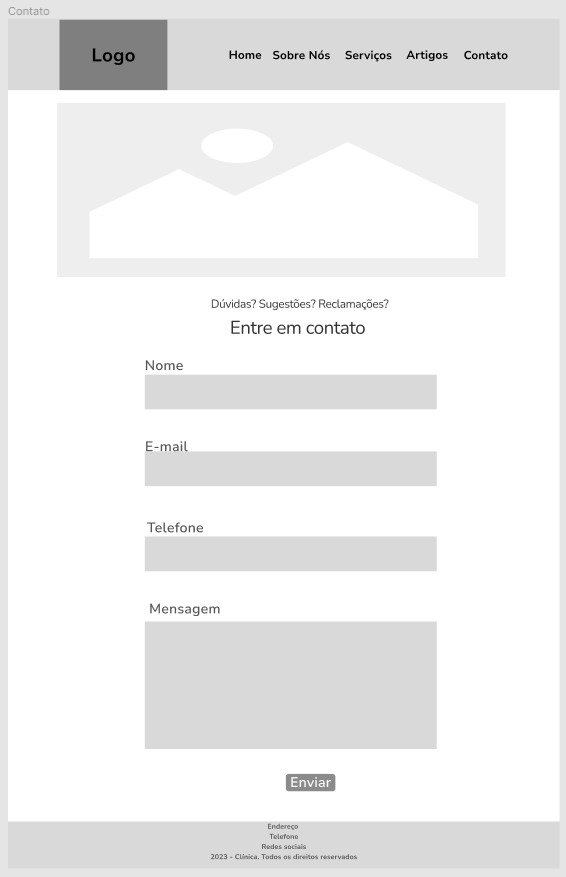 Contato
Logo
Home Sobre Nós Serviços Artigos Contato
Dúvidas? Sugestões? Reclamações?
Entre em contato
Nome
E-mail
Telefone
Mensagem
Enviar
Endereço
Telefone
Redes sociais
2023 - Clínica. Todos os direitos reservados